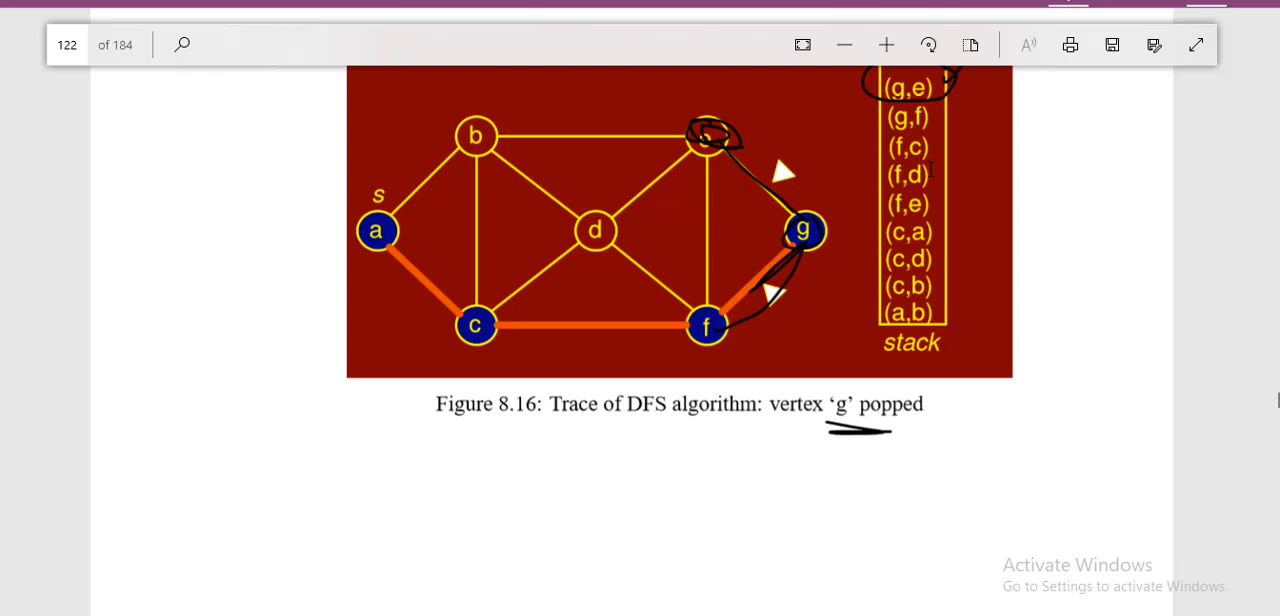 122 of 184
(g,e)
(g,f)
(f,c)
(f,d)
(f,e)
(c,a)
(c,d)
(c,b)
(a,b)
stack
b
s
a
d
g
c
f
Figure 8.16: Trace of DFS algorithm: vertex ‘g’ popped
Activate Windows
Go to Settings to activate Windows.